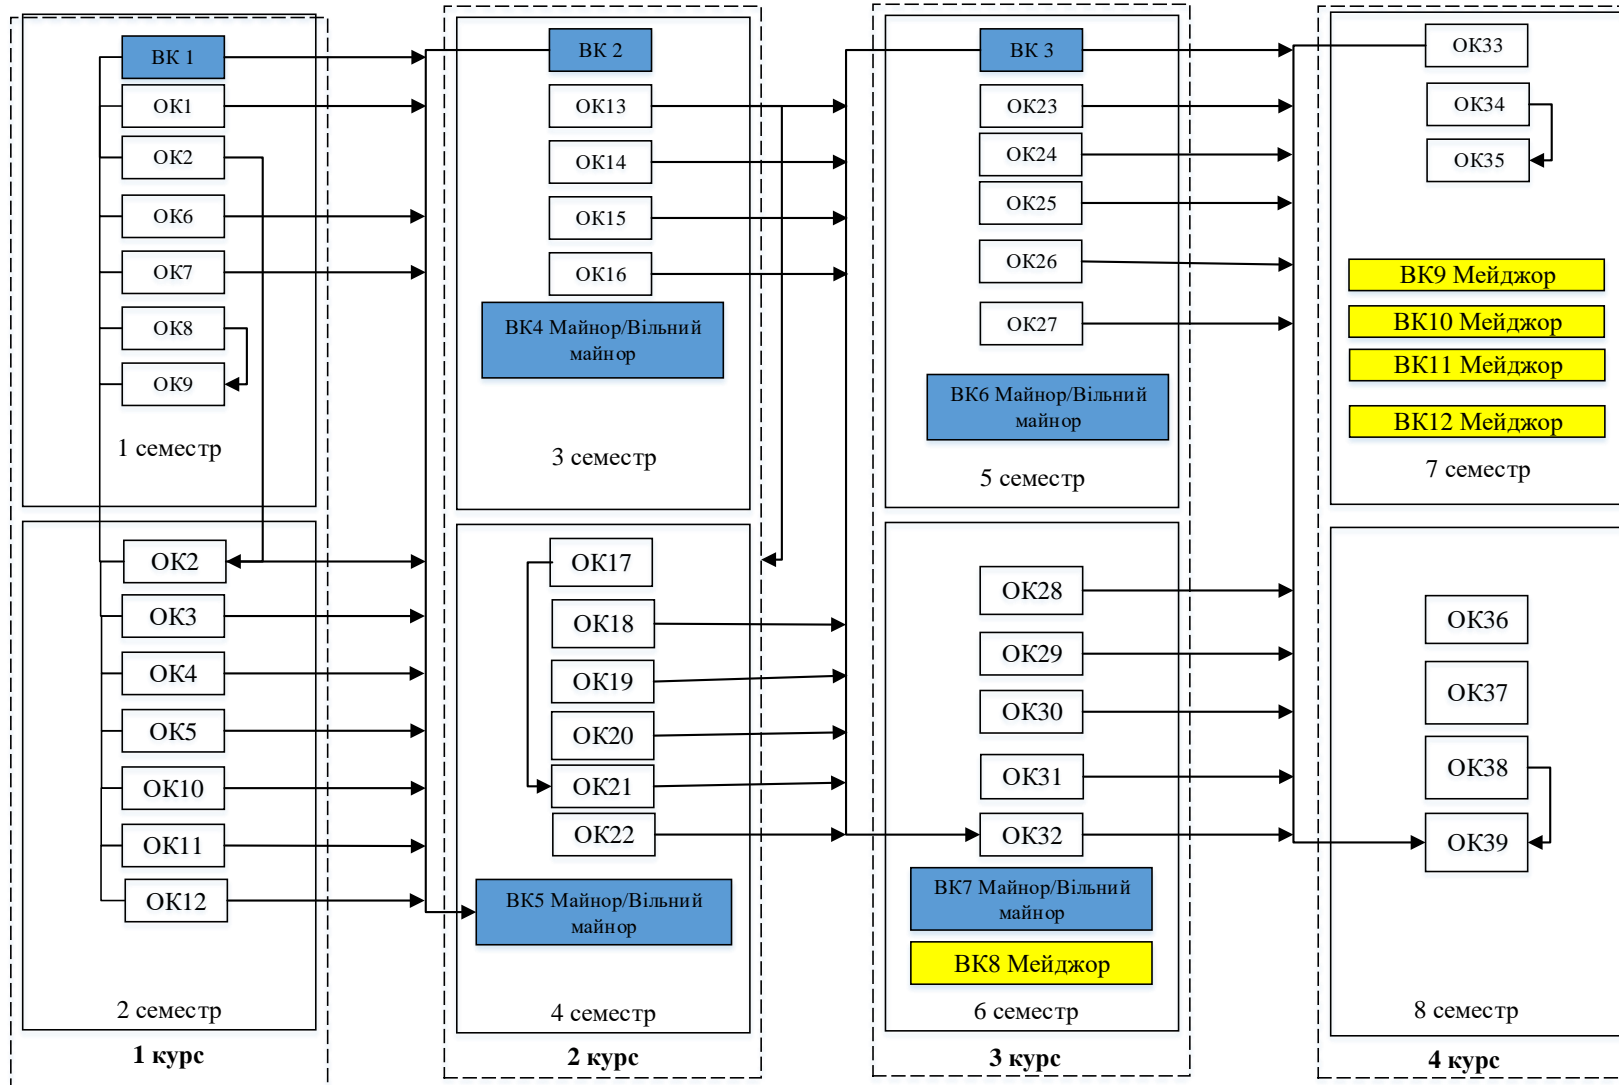 ВК 1
ОК1
ОК2
ОК6
ОК7
ОК8
ОК9
1 семестр
ОК2
ОК3
ОК4
ОК5
ОК10
ОК11
ОК12
2 семестр
1 курс
ВК 2
ОК13
ОК14
ОК15
ОК16
ВК4 Майнор/Вільний
майнор
3 семестр
ОК17
ОК18
ОК19
ОК20
ОК21
ОК22
ВК5 Майнор/Вільний
майнор
4 семестр
2 курс
ВК 3
ОК23
ОК24
ОК25
ОК26
ОК27
ВК6 Майнор/Вільний
майнор
5 семестр
ОК28
ОК29
ОК30
ОК31
ОК32
ВК7 Майнор/Вільний
майнор
ВК8 Мейджор
6 семестр
3 курс
ОК33
ОК34
ОК35
ВК9 Мейджор
ВК10 Мейджор
ВК11 Мейджор
ВК12 Мейджор
7 семестр
ОК36
ОК37
ОК38
ОК39
8 семестр
4 курс